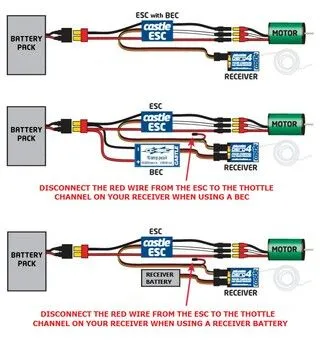 ESC WITH BEC
BATTERY
PACK
castle
ESC
MOTOR
RECEIVER
ESC
BATTERY
PACK
castle
ESC
MOTOR
CASTLE
RECEIVER
BEC
DISCONNECT THE RED WIRE FROM THE ESC TO THE THOTTLE
CHANNEL ON YOUR RECEIVER WHEN USING A BEC
ESC
BATTERY
PACK
castle
ESC
MOTOR
RECEIVER
BATTERY
RECEIVER
DISCONNECT THE RED WIRE FROM THE ESC TO THE THOTTLE
CHANNEL ON YOUR RECEIVER WHEN USING A RECEIVER BATTERY